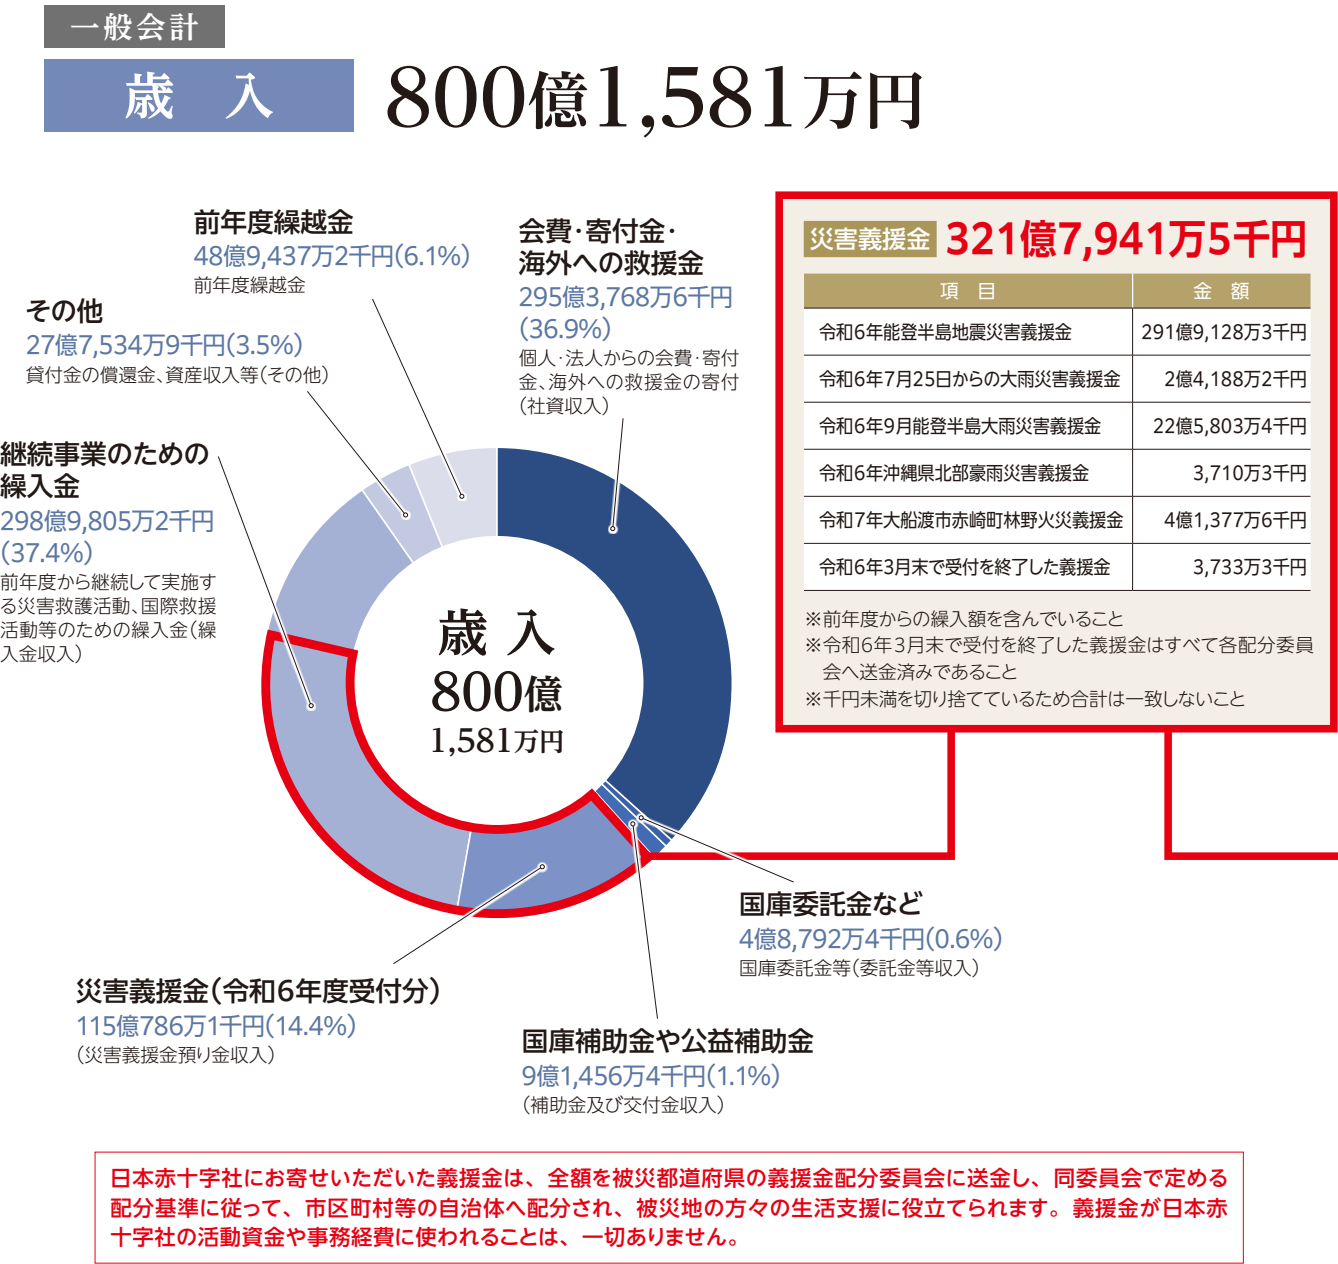 一般会計
歳 入 800億1,581万円
前年度繰越金
48億9,437万2千円(6.1%)
前年度繰越金
会費・寄付金・
海外への救援金
295億3,768万6千円
(36.9%)
個人・法人からの会費・寄付
金、海外への救援金の寄付
(社資収入)
その他
27億7,534万9千円(3.5%)
貸付金の償還金、資産収入等(その他)
継続事業のための
繰入金
298億9,805万2千円
(37.4%)
前年度から継続して実施す
る災害救護活動、国際救援
活動等のための繰入金(繰
入金収入)
歳 入
800億
1,581万円
災害義援金 321億7,941万5千円
項 目 金 額
令和6年能登半島地震災害義援金 291億9,128万3千円
令和6年7月25日からの大雨災害義援金 2億4,188万2千円
令和6年9月能登半島大雨災害義援金 22億5,803万4千円
令和6年沖縄県北部豪雨災害義援金 3,710万3千円
令和7年大船渡市赤崎町林野火災義援金 4億1,377万6千円
令和6年3月末で受付を終了した義援金 3,733万3千円
※前年度からの繰入額を含んでいること
※令和6年3月末で受付を終了した義援金はすべて各配分委員
会へ送金済みであること
※千円未満を切り捨てているため合計は一致しないこと
国庫委託金など
4億8,792万4千円(0.6%)
国庫委託金等(委託金等収入)
災害義援金(令和6年度受付分)
115億786万1千円(14.4%)
(災害義援金預り金収入)
国庫補助金や公益補助金
9億1,456万4千円(1.1%)
(補助金及び交付金収入)
日本赤十字社にお寄せいただいた義援金は、全額を被災都道府県の義援金配分委員会に送金し、同委員会で定める
配分基準に従って、市区町村等の自治体へ配分され、被災地の方々の生活支援に役立てられます。義援金が日本赤
十字社の活動資金や事務経費に使われることは、一切ありません。